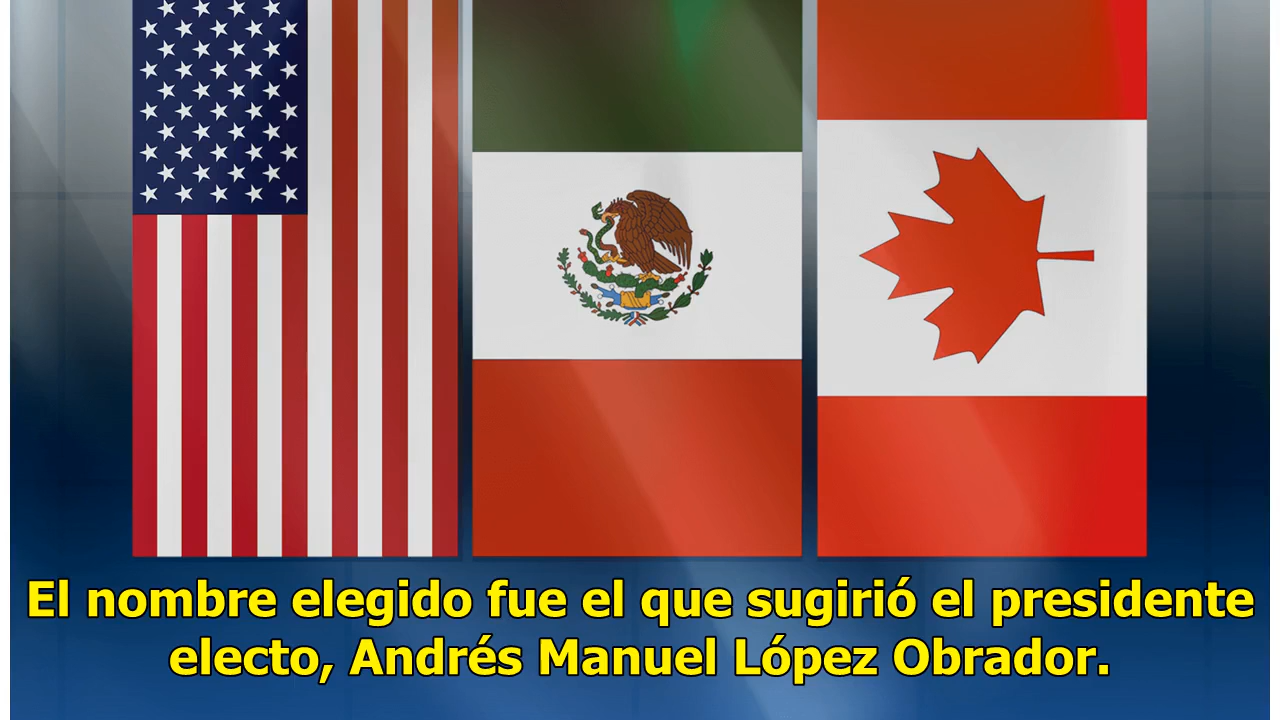 El nombre elegido fue el que sugirió el presidente
electo, Andrés Manuel López Obrador.